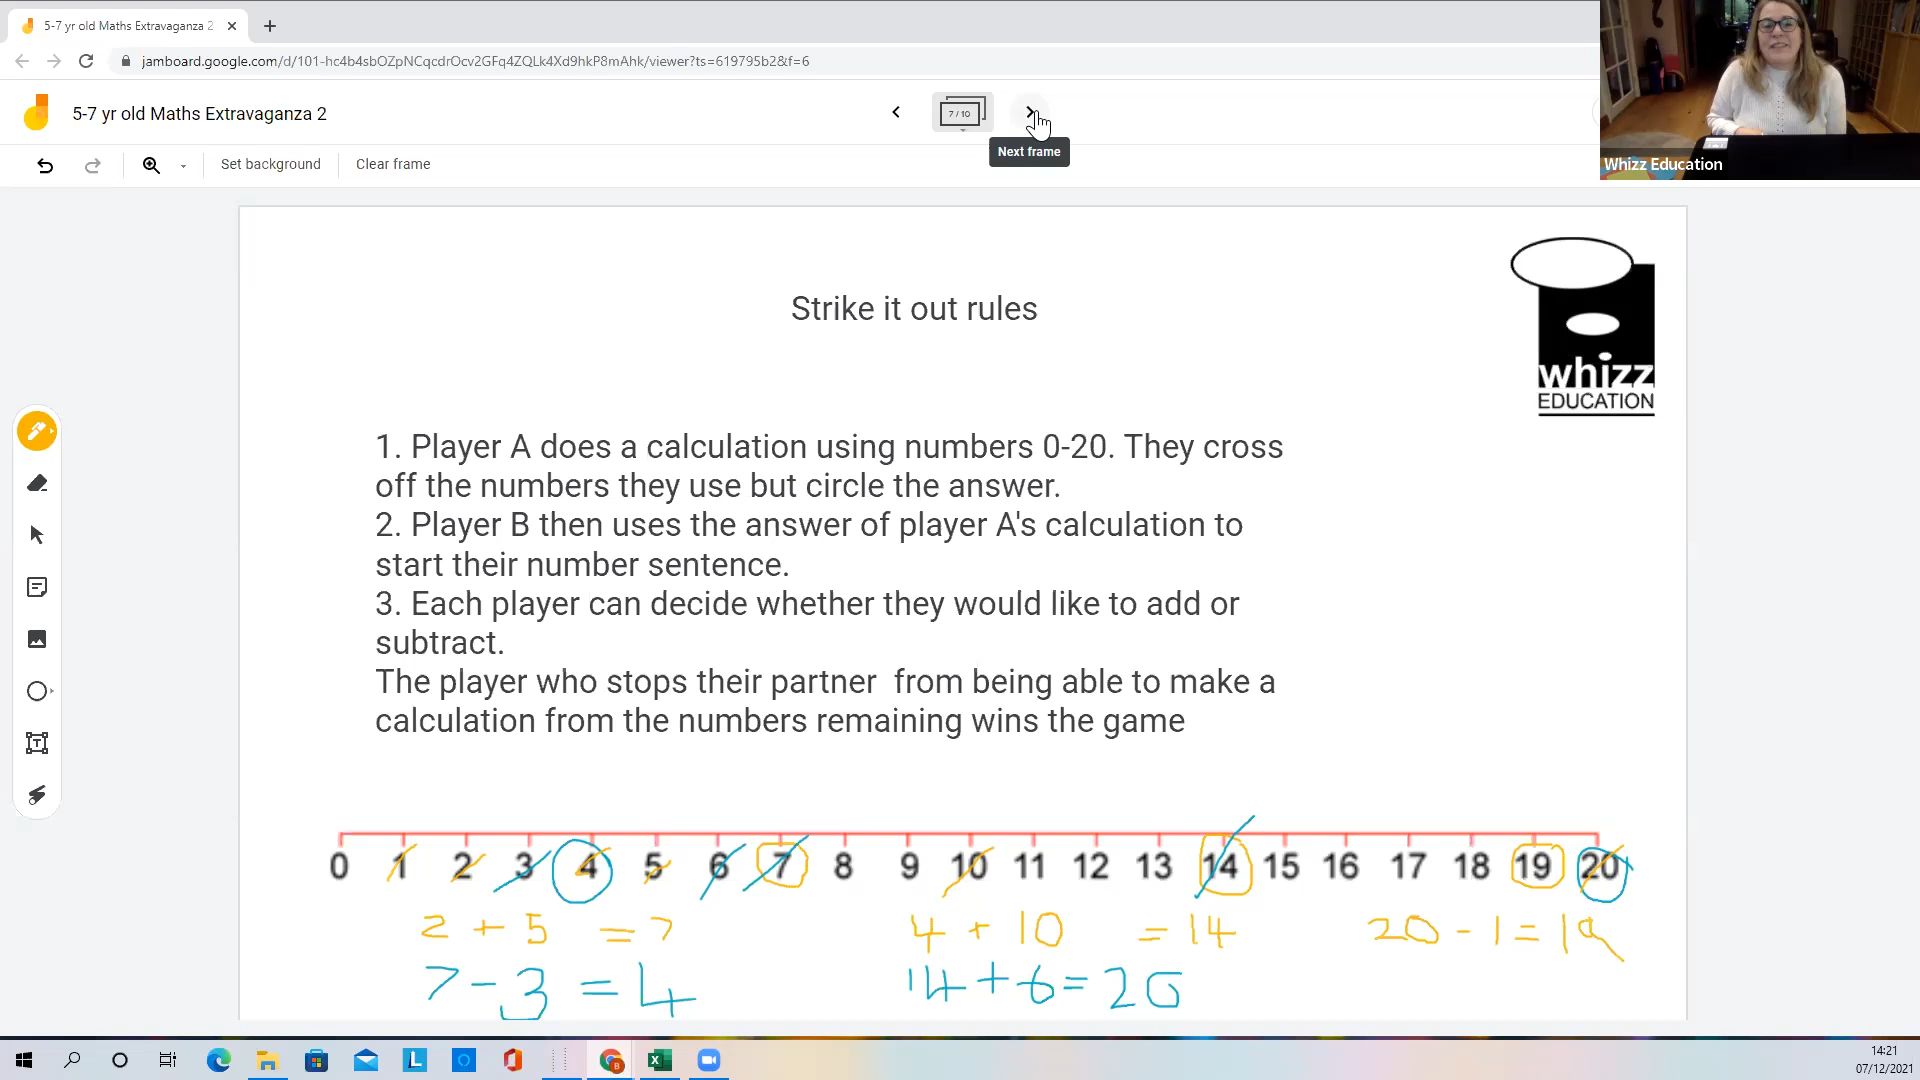 5-7 yr old Maths Extravaganza 2
jamboard.google.com/d/101-hc4b4sbOZpNCqcdrOcv2GFq4ZQLk4Xd9hkP8mAhk/viewer?ts=619795b2&f=6
5-7 yr old Maths Extravaganza 2
7 / 10
Next frame
Whizz Education
Set background
Clear frame
Strike it out rules
whizz
EDUCATION
1. Player A does a calculation using numbers 0-20. They cross
off the numbers they use but circle the answer.
2. Player B then uses the answer of player A's calculation to
start their number sentence.
3. Each player can decide whether they would like to add or
subtract.
The player who stops their partner from being able to make a
calculation from the numbers remaining wins the game
0 1 2 3 4 5 6 7 8 9 10 11 12 13 14 15 16 17 18 19 20
2 + 5 = 7 4 + 10 = 14 20 - 1 = 19
7 - 3 = 4 14 + 6 = 20
14:21
07/12/2021